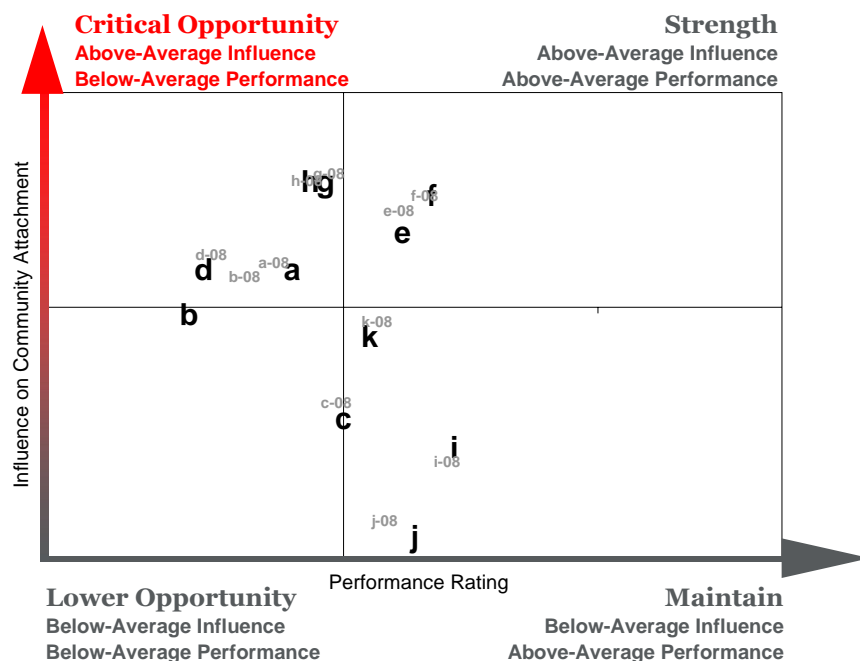 Critical Opportunity
Above-Average Influence
Below-Average Performance
Strength
Above-Average Influence
Above-Average Performance
Influence on Community Attachment
g-08
h-08
h
g
f-08
f
e-08
e
d-08
d
a-08
a
b-08
b
k-08
k
c-08
c
i
i-08
j-08
j
Performance Rating
Lower Opportunity
Below-Average Influence
Below-Average Performance
Maintain
Below-Average Influence
Above-Average Performance